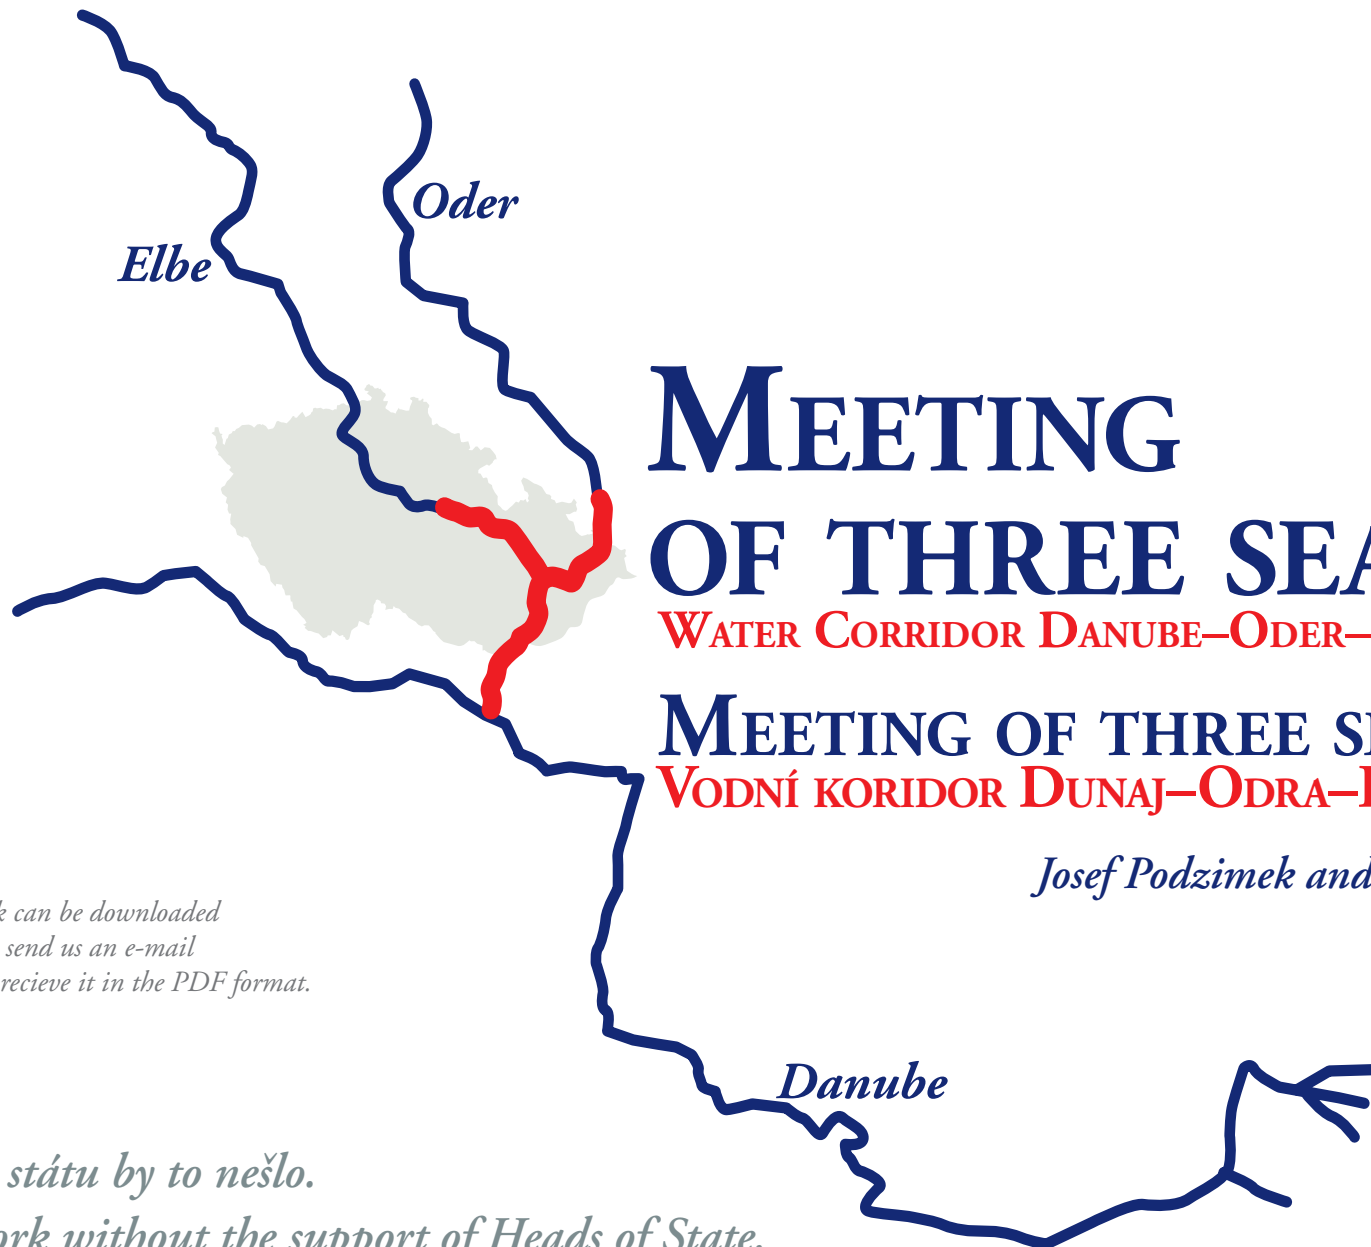 Oder
Elbe
MEETING
OF THREE SEA
WATER CORRIDOR DANUBE–ODER–
MEETING OF THREE
VODNÍ KORIDOR DUNAJ–ODRA–
Josef Podzimek and
can be downloaded
send us an e-mail
recieve it in the PDF format.
Danube
státu by to nešlo.
ork without the support of Heads of State.